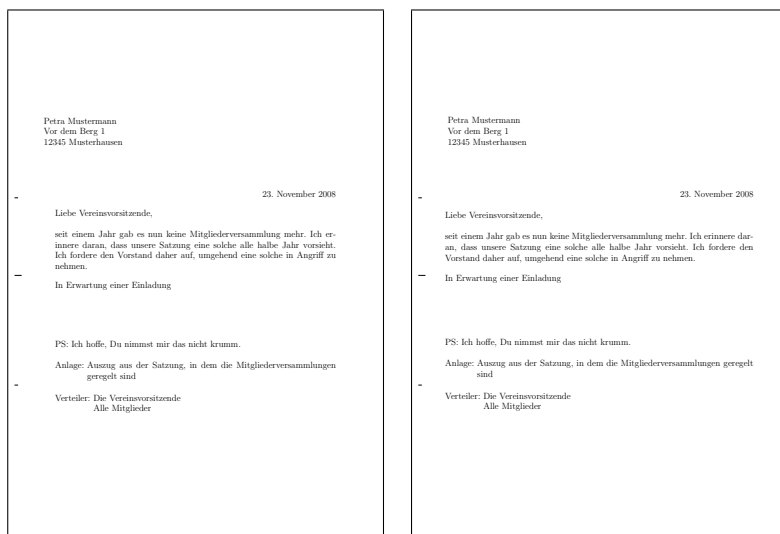 Petra Mustermann
Vor dem Berg 1
12345 Musterhausen
23. November 2008
Liebe Vereinsvorsitzende,
seit einem Jahr gab es nun keine Mitgliederversammlung mehr. Ich er-
innere daran, dass unsere Satzung eine solche alle halbe Jahr vorsieht.
Ich fordere den Vorstand daher auf, umgehend eine solche in Angriff zu
nehmen.
In Erwartung einer Einladung
PS: Ich hoffe, Du nimmst mir das nicht krumm.
Anlage: Auszug aus der Satzung, in dem die Mitgliederversammlungen
geregelt sind
Verteiler: Die Vereinsvorsitzende
Alle Mitglieder
Petra Mustermann
Vor dem Berg 1
12345 Musterhausen
23. November 2008
Liebe Vereinsvorsitzende,
seit einem Jahr gab es nun keine Mitgliederversammlung mehr. Ich erinnere dar-
an, dass unsere Satzung eine solche alle halbe Jahr vorsieht. Ich fordere den
Vorstand daher auf, umgehend eine solche in Angriff zu nehmen.
In Erwartung einer Einladung
PS: Ich hoffe, Du nimmst mir das nicht krumm.
Anlage: Auszug aus der Satzung, in dem die Mitgliederversammlungen geregelt
sind
Verteiler: Die Vereinsvorsitzende
Alle Mitglieder